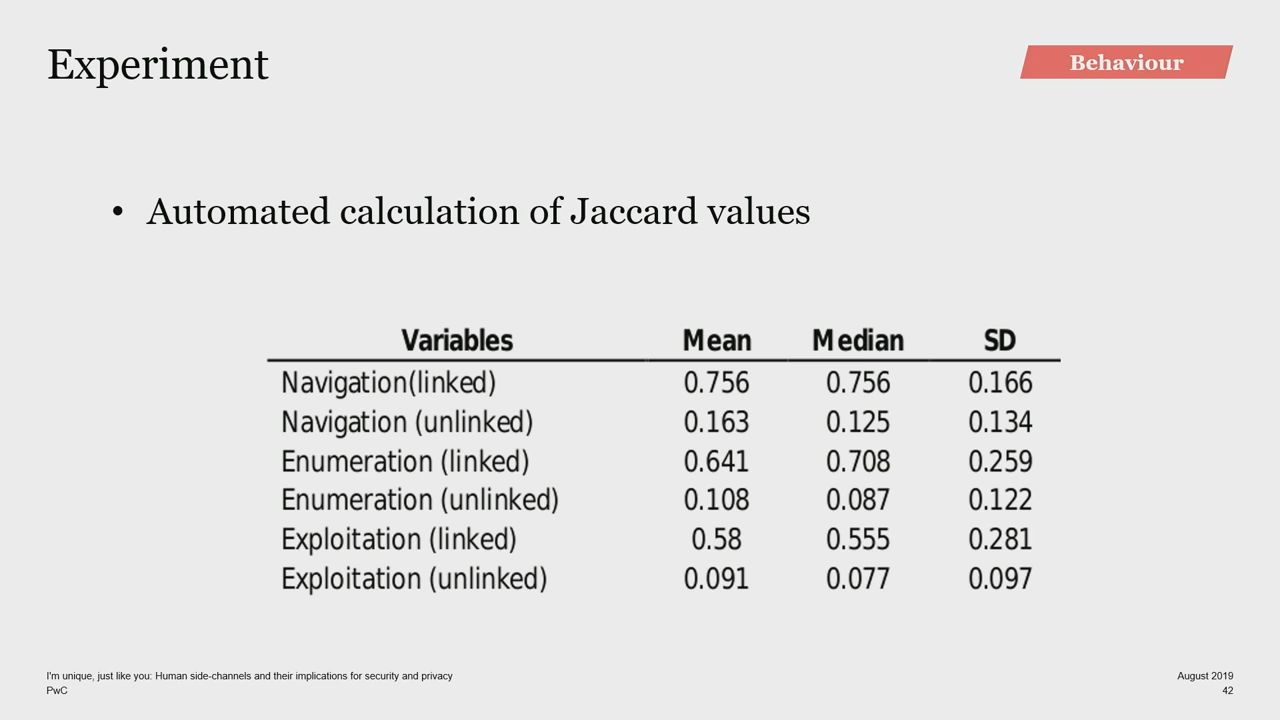 Experiment
Behaviour
• Automated calculation of Jaccard values
Variables Mean Median SD
Navigation(linked) 0.756 0.756 0.166
Navigation (unlinked) 0.163 0.125 0.134
Enumeration (linked) 0.641 0.708 0.259
Enumeration (unlinked) 0.108 0.087 0.122
Exploitation (linked) 0.58 0.555 0.281
Exploitation (unlinked) 0.091 0.077 0.097
I'm unique, just like you: Human side-channels and their implications for security and privacy August 2019
PwC 42